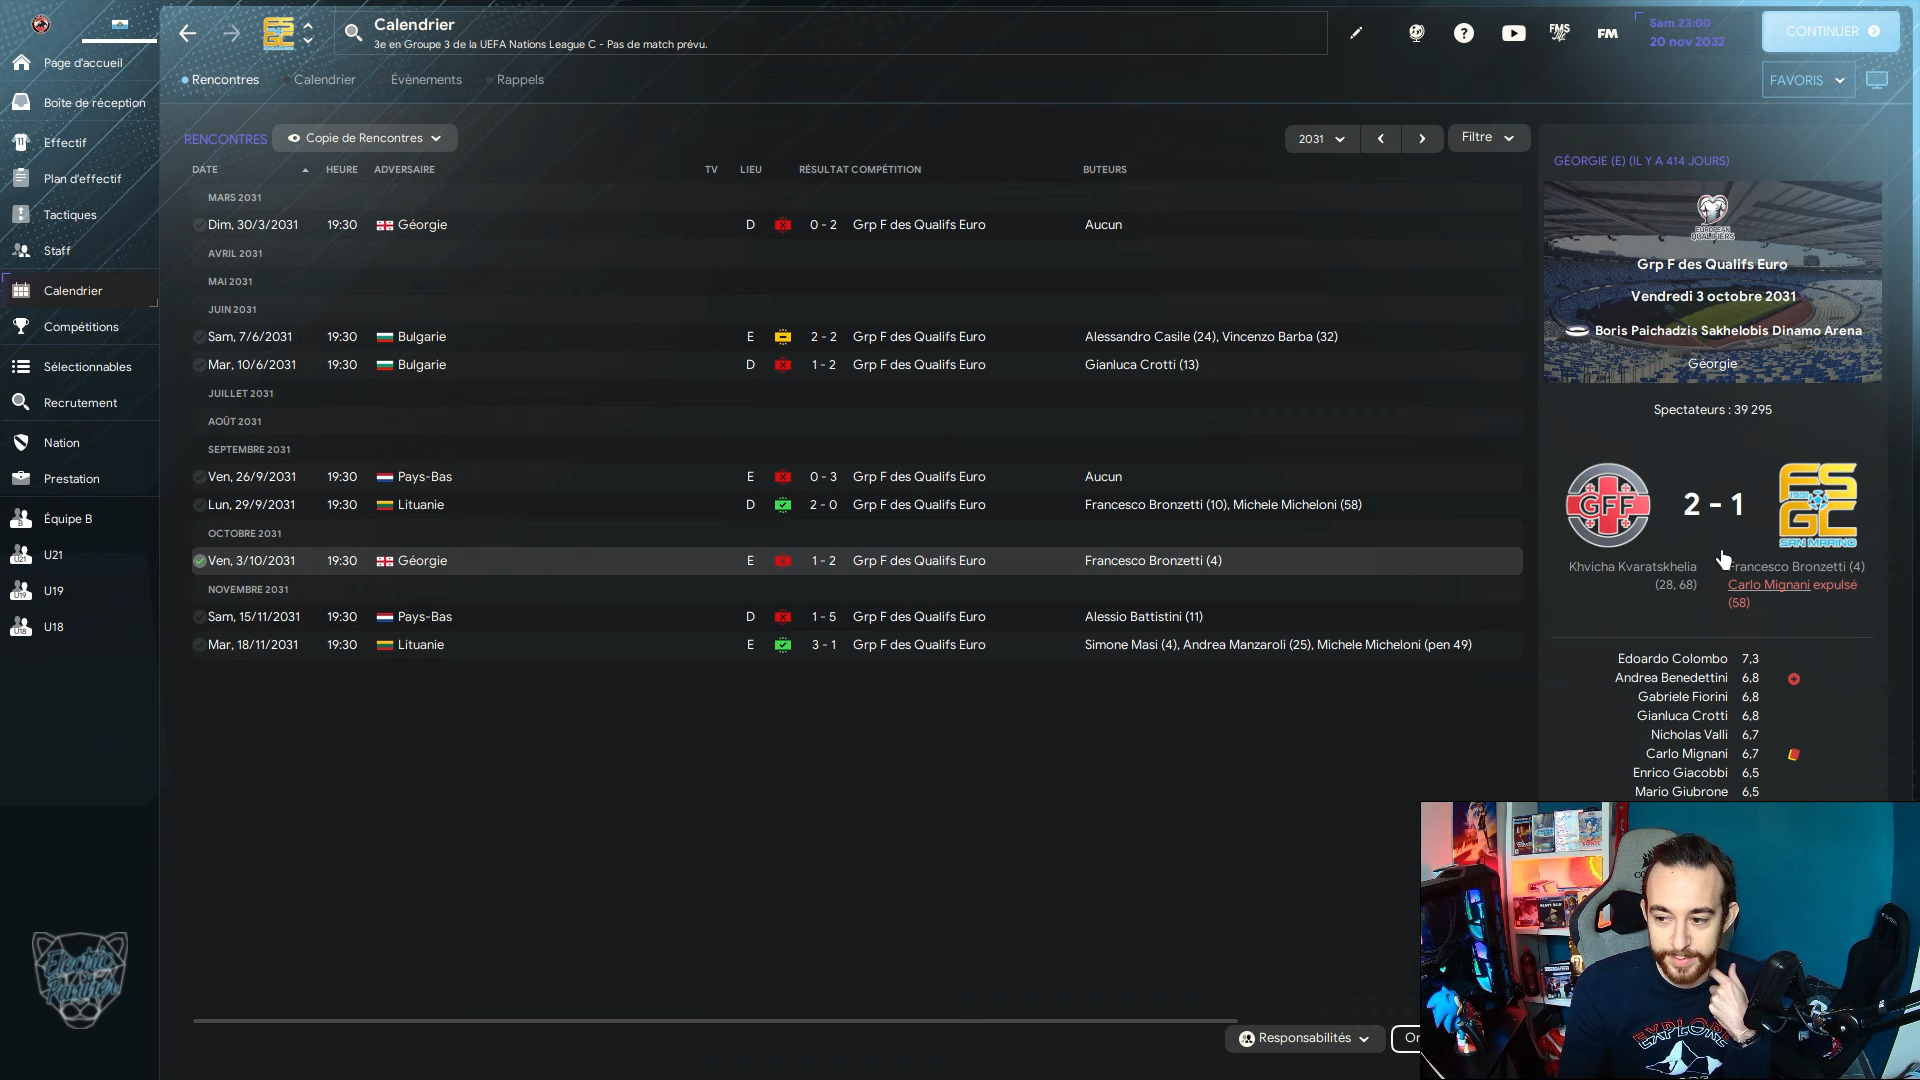 Calendrier
3e en Groupe 3 de la UEFA Nations League C - Pas de match prévu.
FMS
FM
Sam 23:00
20 nov 2032
CONTINUER
FAVORIS
Rencontres
Calendrier
Évènements
Rappels
Page d'accueil
Boîte de réception
Effectif
Plan d'effectif
Tactiques
Staff
Calendrier
Compétitions
Sélectionnables
Recrutement
Nation
Prestation
Équipe B
U21
U19
U18
Electric Panther
RENCONTRES
Copie de Rencontres
2031
Filtre
DATE HEURE ADVERSAIRE TV LIEU RÉSULTAT COMPÉTITION BUTEURS
MARS 2031
Dim, 30/3/2031 19:30 Géorgie D 0 - 2 Grp F des Qualifs Euro Aucun
AVRIL 2031
MAI 2031
JUIN 2031
Sam, 7/6/2031 19:30 Bulgarie E 2 - 2 Grp F des Qualifs Euro Alessandro Casile (24), Vincenzo Barba (32)
Mar, 10/6/2031 19:30 Bulgarie D 1 - 2 Grp F des Qualifs Euro Gianluca Crotti (13)
JUILLET 2031
AOÛT 2031
SEPTEMBRE 2031
Ven, 26/9/2031 19:30 Pays-Bas E 0 - 3 Grp F des Qualifs Euro Aucun
Lun, 29/9/2031 19:30 Lituanie D 2 - 0 Grp F des Qualifs Euro Francesco Bronzetti (10), Michele Micheloni (58)
OCTOBRE 2031
Ven, 3/10/2031 19:30 Géorgie E 1 - 2 Grp F des Qualifs Euro Francesco Bronzetti (4)
NOVEMBRE 2031
Sam, 15/11/2031 19:30 Pays-Bas D 1 - 5 Grp F des Qualifs Euro Alessio Battistini (11)
Mar, 18/11/2031 19:30 Lituanie E 3 - 1 Grp F des Qualifs Euro Simone Masi (4), Andrea Manzaroli (25), Michele Micheloni (pen 49)
GÉORGIE (E) (IL Y A 414 JOURS)
EUROPEAN
QUALIFIERS
Grp F des Qualifs Euro
Vendredi 3 octobre 2031
Boris Paichadzis Sakhelobis Dinamo Arena
Géorgie
Spectateurs : 39 295
GFF
2 - 1
FSGC
SAN MARINO
Khvicha Kvaratskhelia
(28, 68)
Francesco Bronzetti (4)
Carlo Mignani expulsé
(58)
Edoardo Colombo 7,3
Andrea Benedettini 6,8
Gabriele Fiorini 6,8
Gianluca Crotti 6,8
Nicholas Valli 6,7
Carlo Mignani 6,7
Enrico Giacobbi 6,5
Mario Giubrone 6,5
Responsabilités
EXPLORE